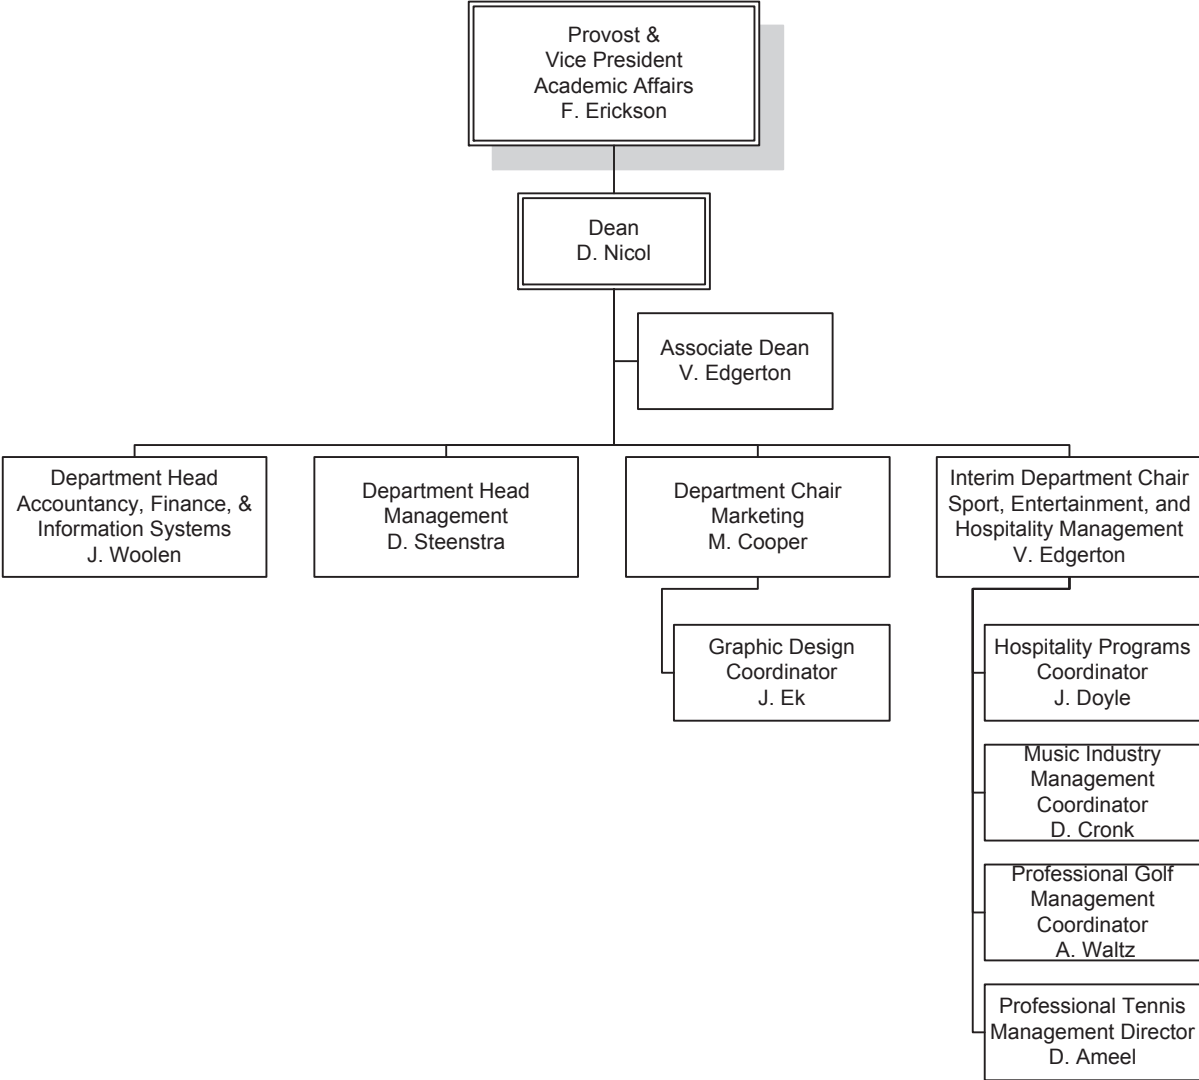 Provost &
Vice President
Academic Affairs
F. Erickson
Dean
D. Nicol
Associate Dean
V. Edgerton
Department Head
Accountancy, Finance, &
Information Systems
J. Woolen
Department Head
Management
D. Steenstra
Department Chair
Marketing
M. Cooper
Interim Department Chair
Sport, Entertainment, and
Hospitality Management
V. Edgerton
Graphic Design
Coordinator
J. Ek
Hospitality Programs
Coordinator
J. Doyle
Music Industry
Management
Coordinator
D. Cronk
Professional Golf
Management
Coordinator
A. Waltz
Professional Tennis
Management Director
D. Ameel